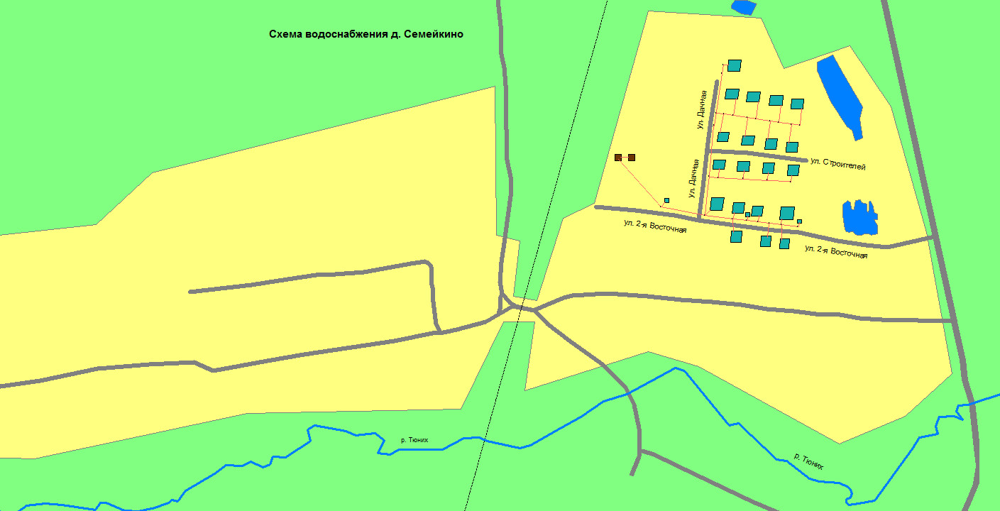 Схема водоснабжения д. Семейкино
ул. Дачная
ул. Строителей
ул. Дачная
ул. 2-я Восточная
ул. 2-я Восточная
р. Тюних
р. Тюних